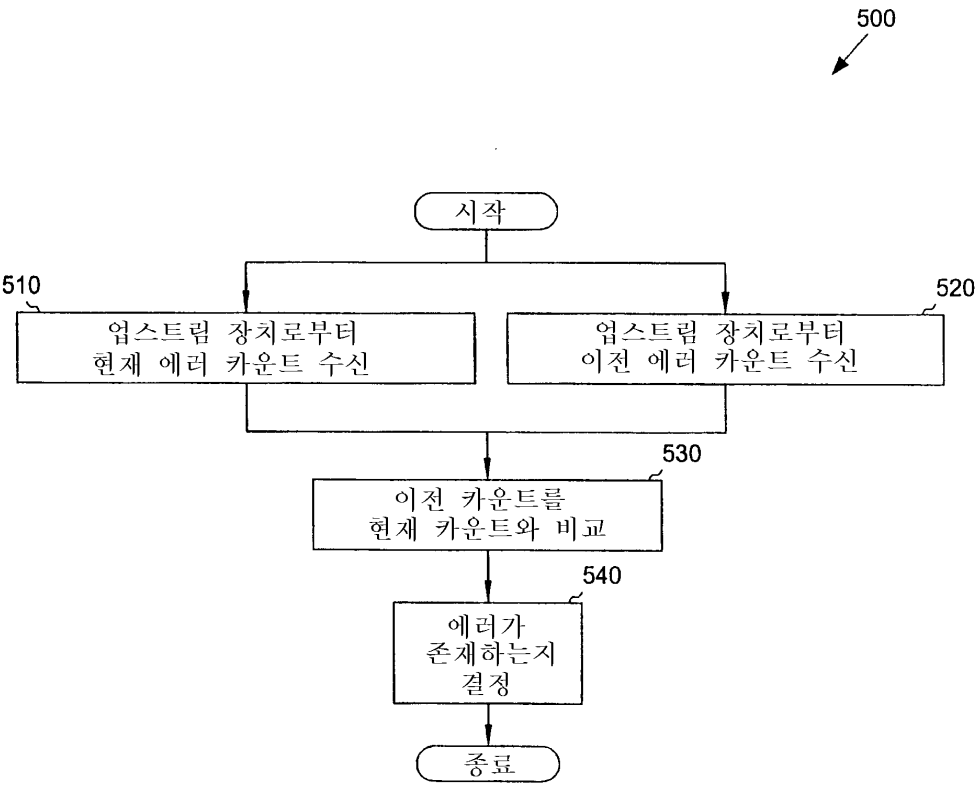 500
시작
510
업스트림 장치로부터
현재 에러 카운트 수신
520
업스트림 장치로부터
이전 에러 카운트 수신
530
이전 카운트를
현재 카운트와 비교
540
에러가
존재하는지
결정
종료